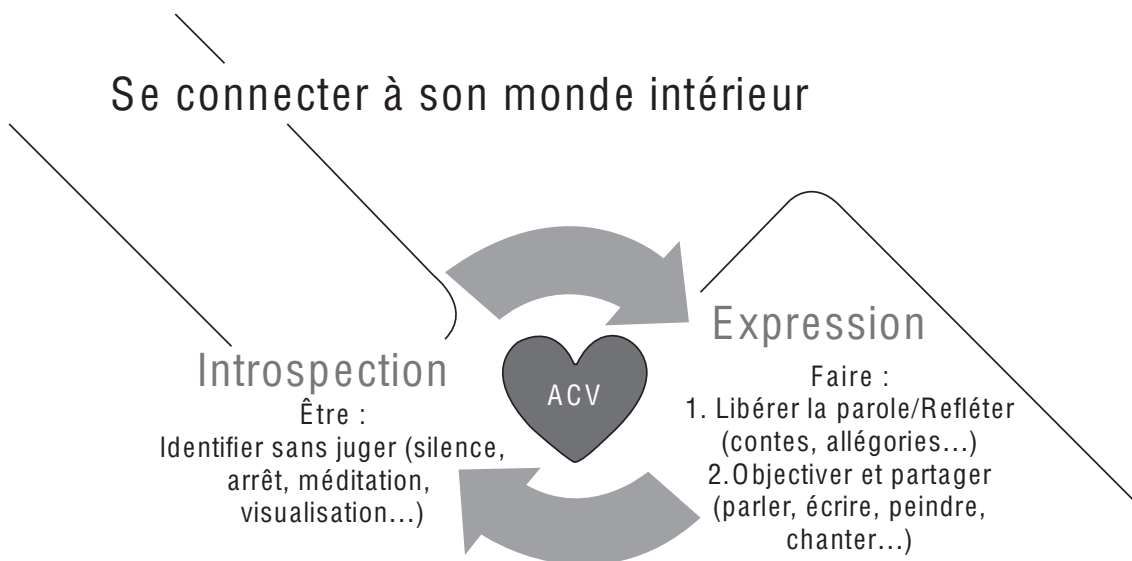 Se connecter à son monde intérieur
Introspection
Être :
Identifier sans juger (silence,
arrêt, méditation,
visualisation...)
ACV
Expression
Faire :
1. Libérer la parole/Refléter
(contes, allégories...)
2.Objectiver et partager
(parler, écrire, peindre,
chanter...)